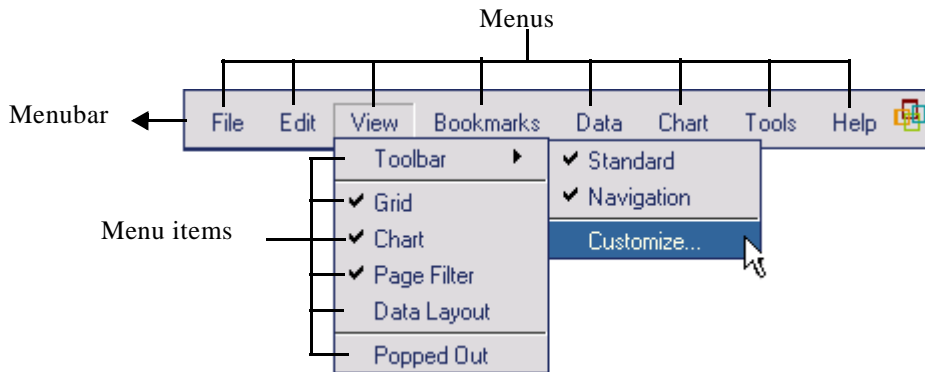 Menus
Menubar
File Edit View Bookmarks Data Chart Tools Help
Toolbar
Standard
Grid
Navigation
Menu items
Chart
Customize...
Page Filter
Data Layout
Popped Out